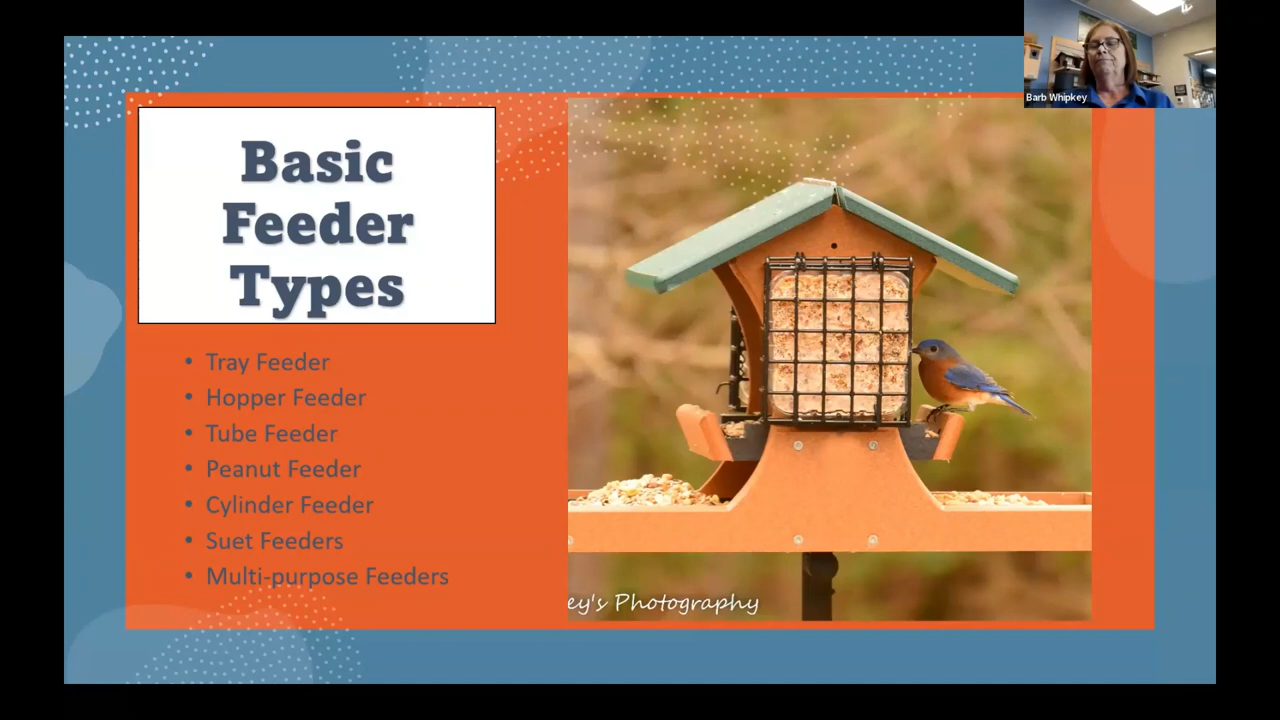 Barb Whipkey
Basic
Feeder
Types
• Tray Feeder
• Hopper Feeder
• Tube Feeder
• Peanut Feeder
• Cylinder Feeder
• Suet Feeders
• Multi-purpose Feeders
ey's Photography